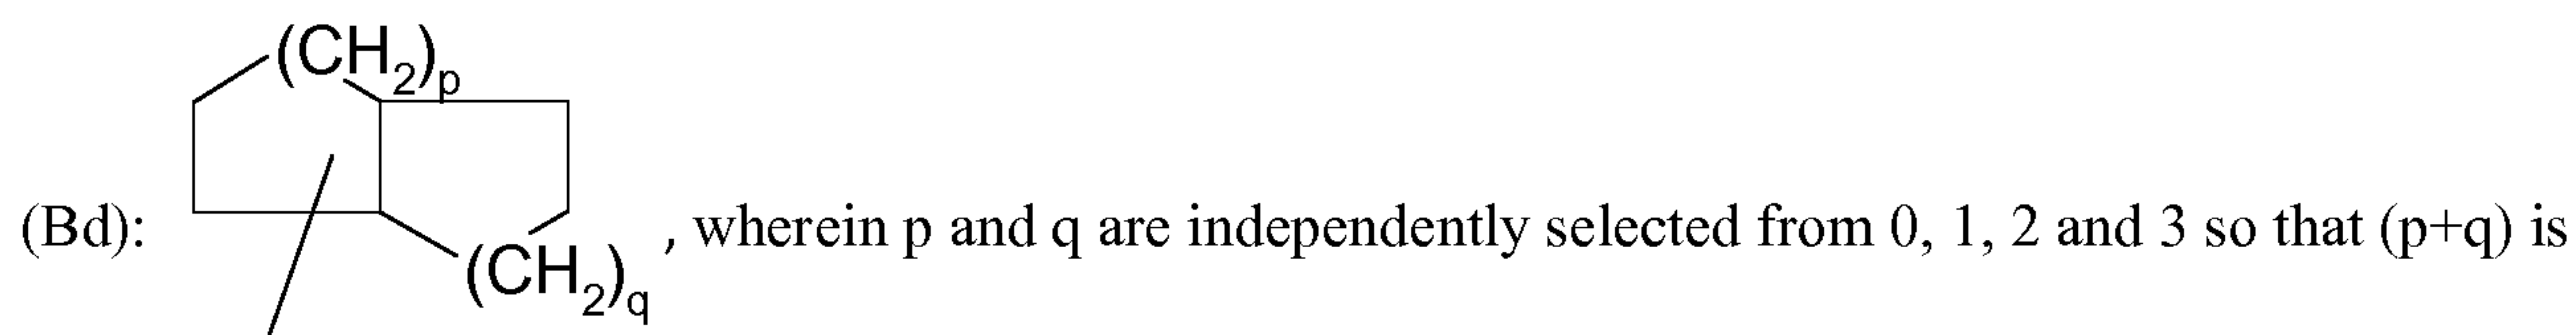 (CH2)p
(Bd): , wherein p and q are independently selected from 0, 1, 2 and 3 so that (p+q) is
(CH2)q